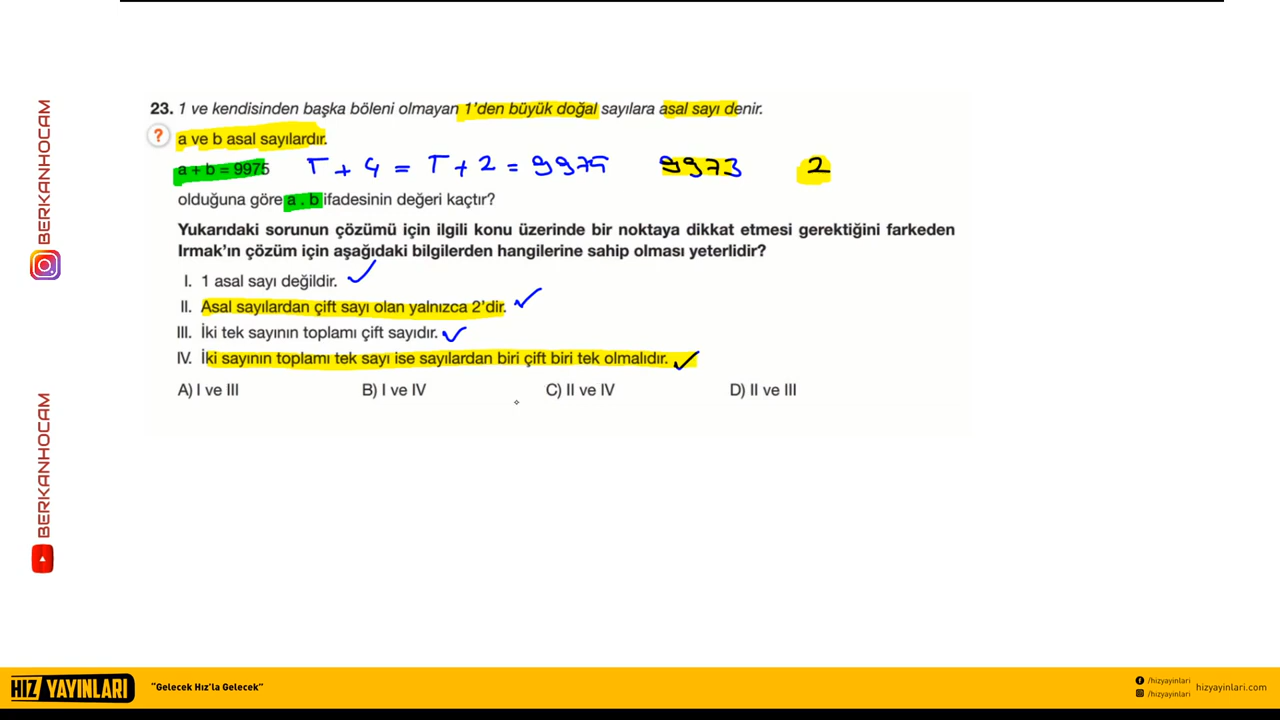 23. 1 ve kendisinden başka böleni olmayan 1'den büyük doğal sayılara asal sayı denir.
? a ve b asal sayılardır.
a + b = 9975 T + Ç = T + 2 = 9975 9973 2
olduğuna göre a . b ifadesinin değeri kaçtır?
Yukarıdaki sorunun çözümü için ilgili konu üzerinde bir noktaya dikkat etmesi gerektiğini farkeden
Irmak'ın çözüm için aşağıdaki bilgilerden hangilerine sahip olması yeterlidir?
I. 1 asal sayı değildir.
II. Asal sayılardan çift sayı olan yalnızca 2'dir.
III. İki tek sayının toplamı çift sayıdır.
IV. İki sayının toplamı tek sayı ise sayılardan biri çift biri tek olmalıdır.
A) I ve III B) I ve IV C) II ve IV D) II ve III
BERKANHOCAM
BERKANHOCAM
HIZ YAYINLARI
"Gelecek Hız'la Gelecek"
/hizyayinlari
/hizyayinlari
hizyayinlari.com